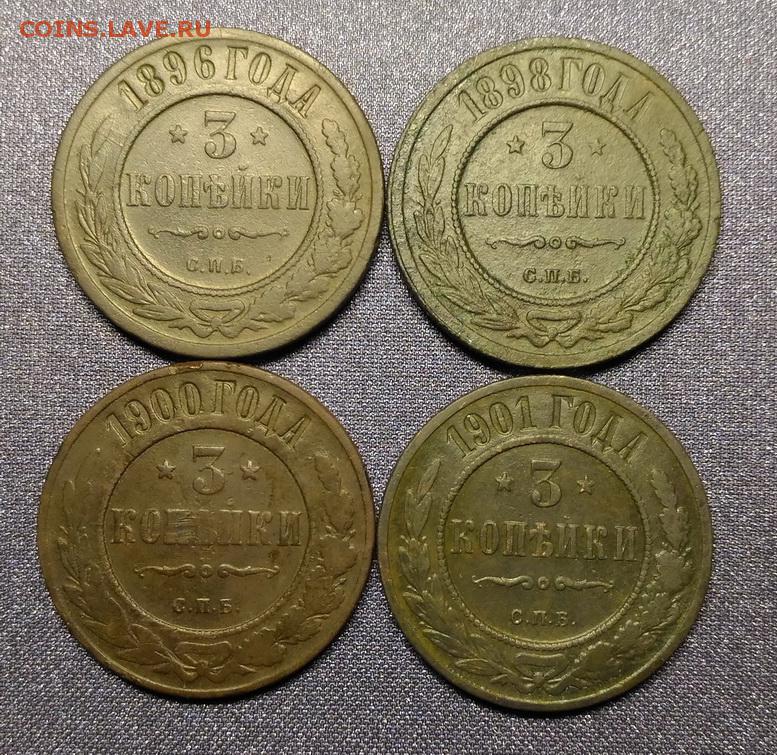 COINS.LAVE.RU
1896 ГОДА
3
КОПѢЙКИ
С.П.Б.
1898 ГОДА
3
КОПѢЙКИ
С.П.Б.
1900 ГОДА
3
КОПѢЙКИ
С.П.Б.
1901 ГОДА
3
КОПѢЙКИ
С.П.Б.